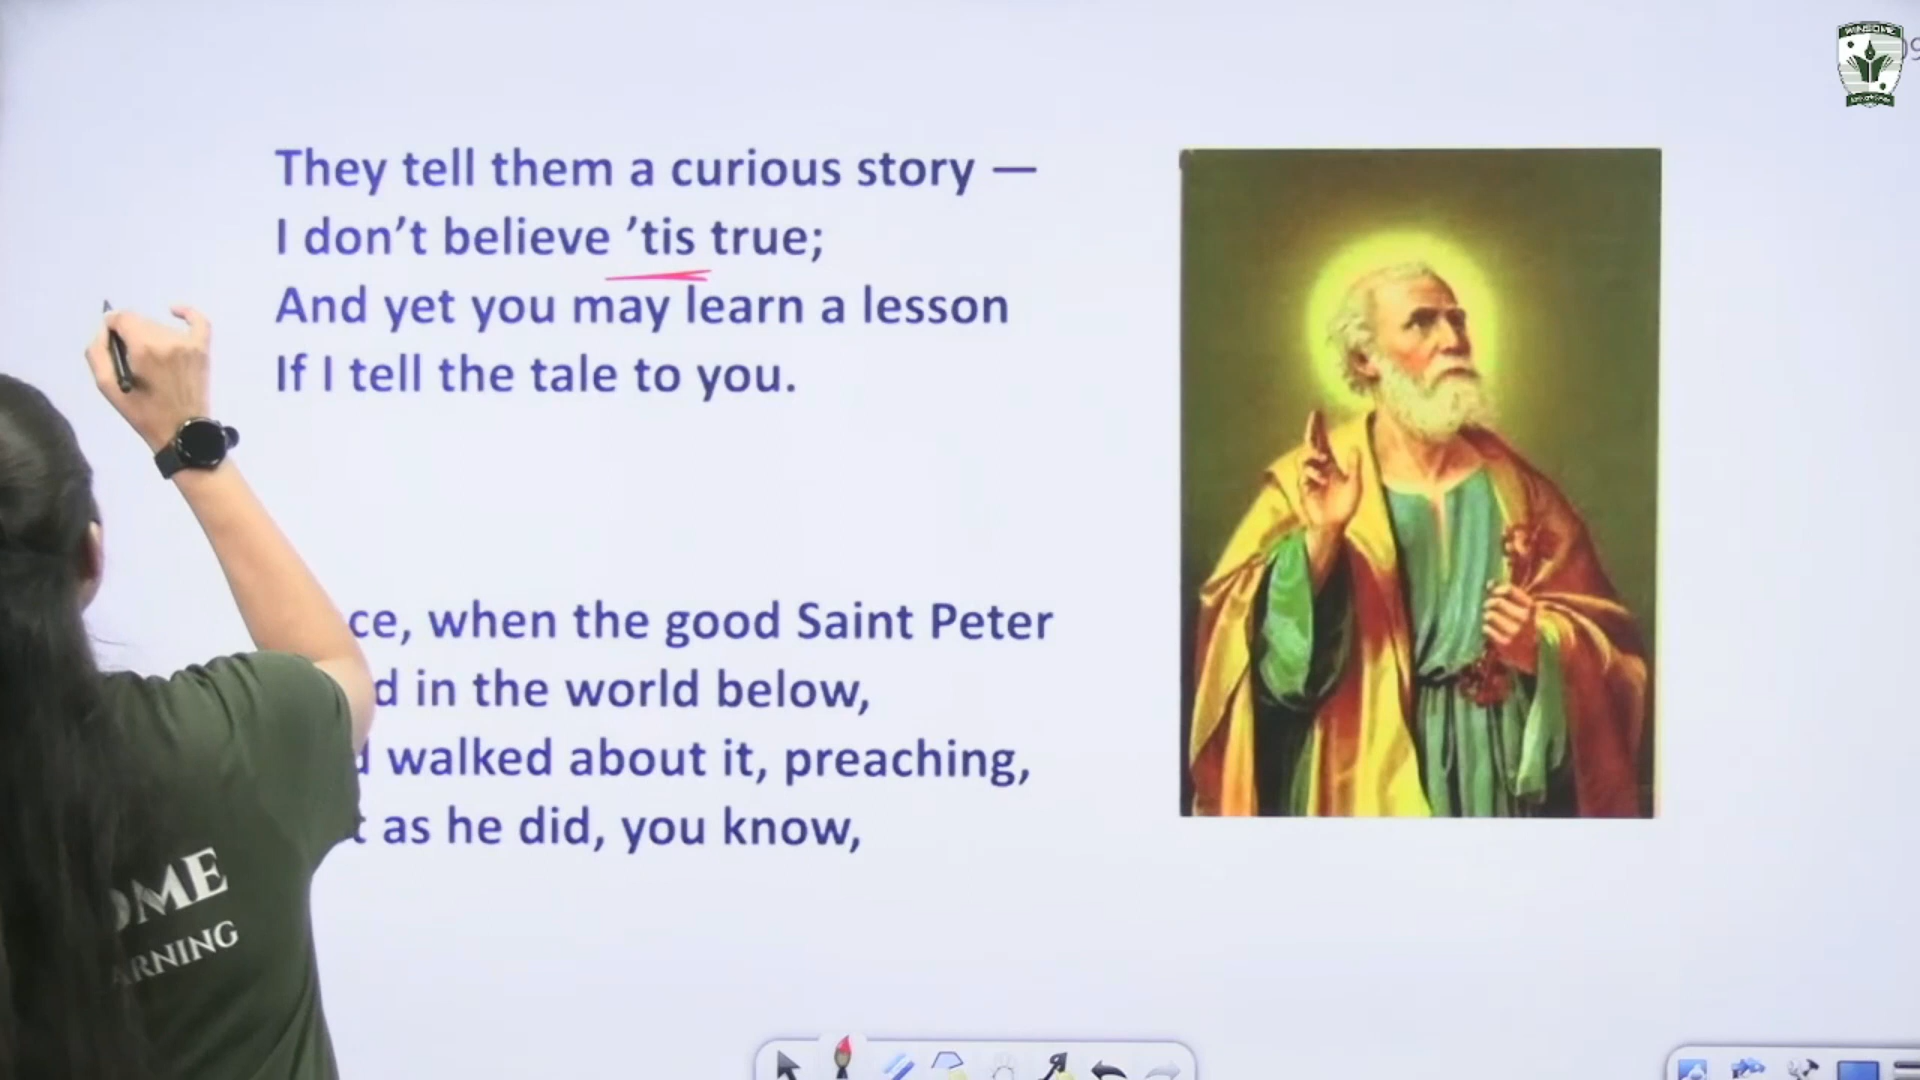 They tell them a curious story —
I don't believe ’tis true;
And yet you may learn a lesson
If I tell the tale to you.
ce, when the good Saint Peter
d in the world below,
d walked about it, preaching,
t as he did, you know,
OME
ARNING